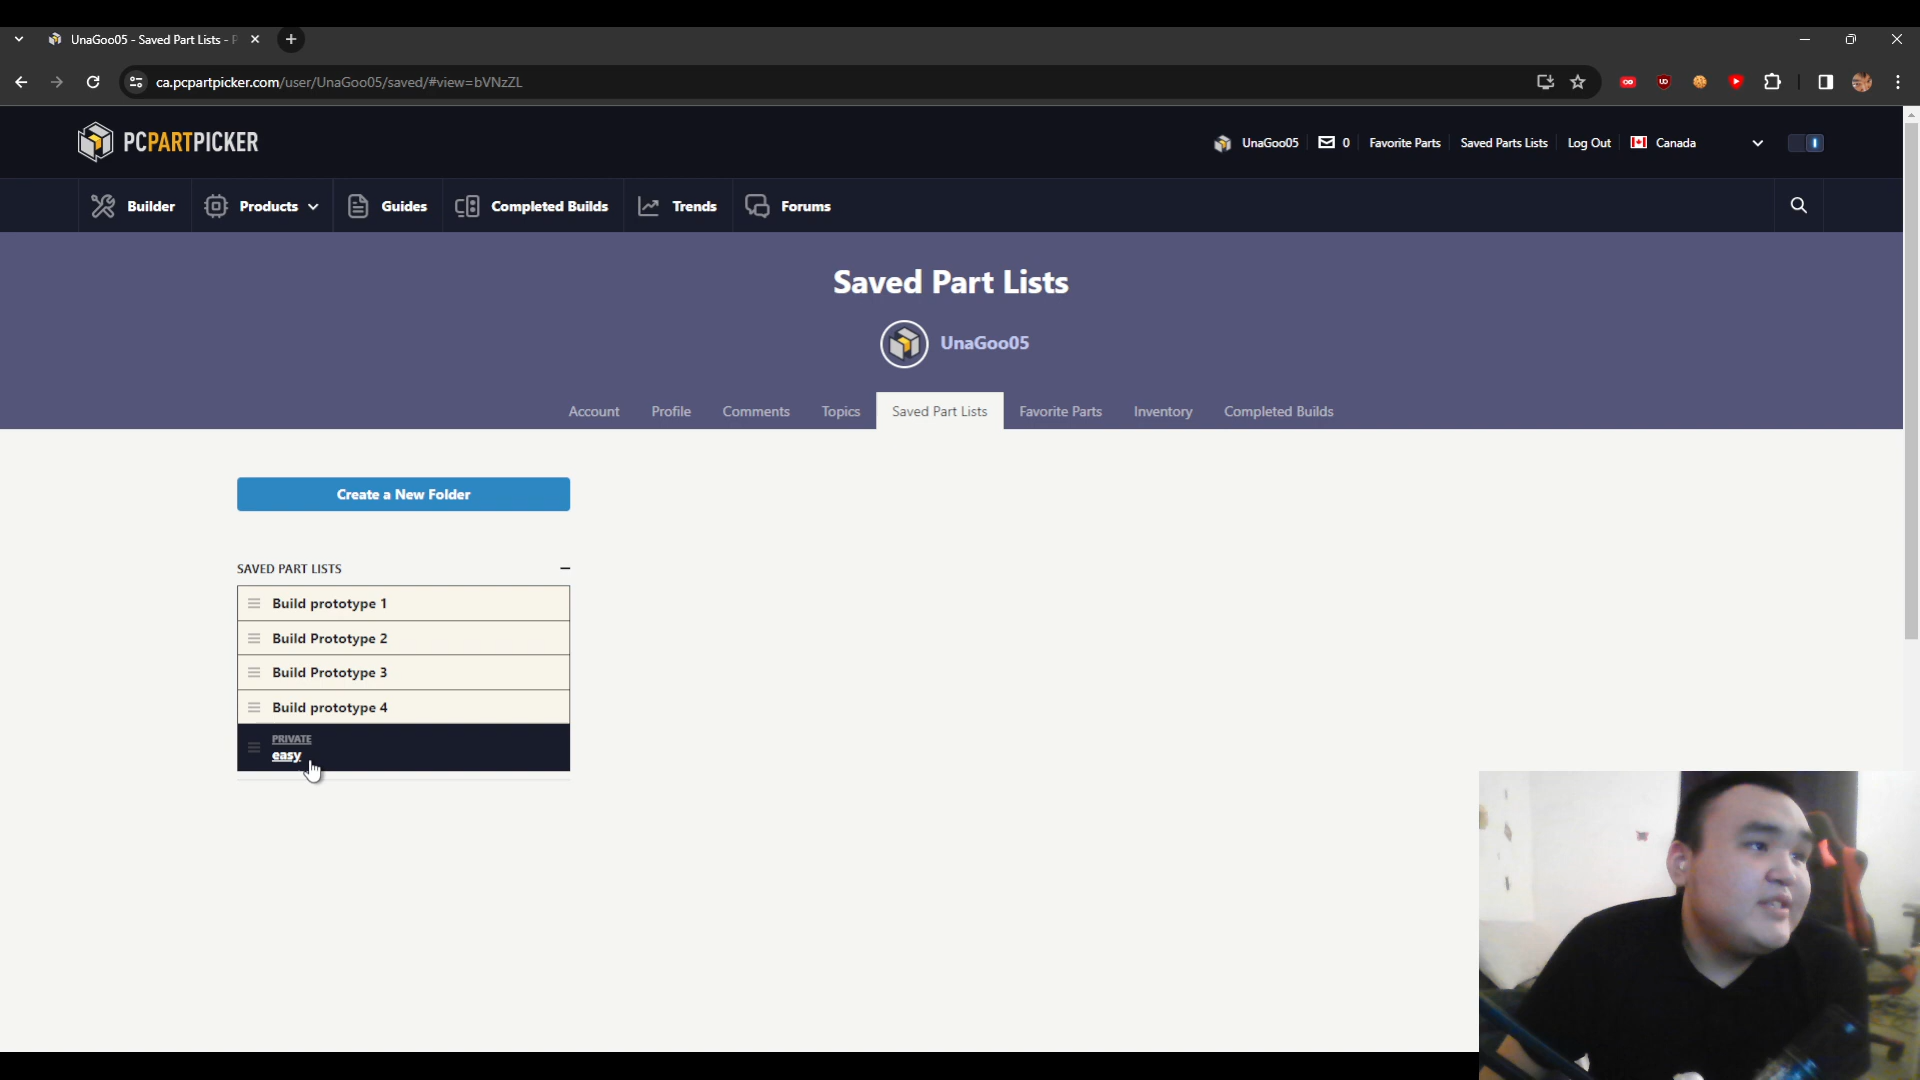 UnaGoo05 - Saved Part Lists - P
ca.pcpartpicker.com/user/UnaGoo05/saved/#view=bVNzZL
PCPARTPICKER
UnaGoo05 0 Favorite Parts Saved Parts Lists Log Out Canada
Builder Products Guides Completed Builds Trends Forums
Saved Part Lists
UnaGoo05
Account Profile Comments Topics Saved Part Lists Favorite Parts Inventory Completed Builds
Create a New Folder
SAVED PART LISTS
Build prototype 1
Build Prototype 2
Build Prototype 3
Build prototype 4
PRIVATE
easy